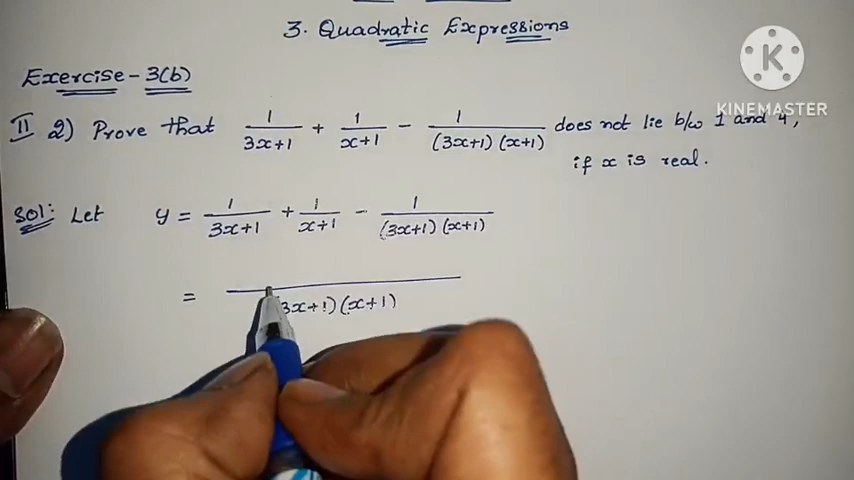 3. Quadratic Expressions
Exercise - 3(b)
II 2) Prove that 1/(3x+1) + 1/(x+1) - 1/((3x+1)(x+1)) does not lie b/w 1 and 4,
if x is real.
Sol: Let y = 1/(3x+1) + 1/(x+1) - 1/((3x+1)(x+1))
= /((3x+1)(x+1))
K
KINEMASTER